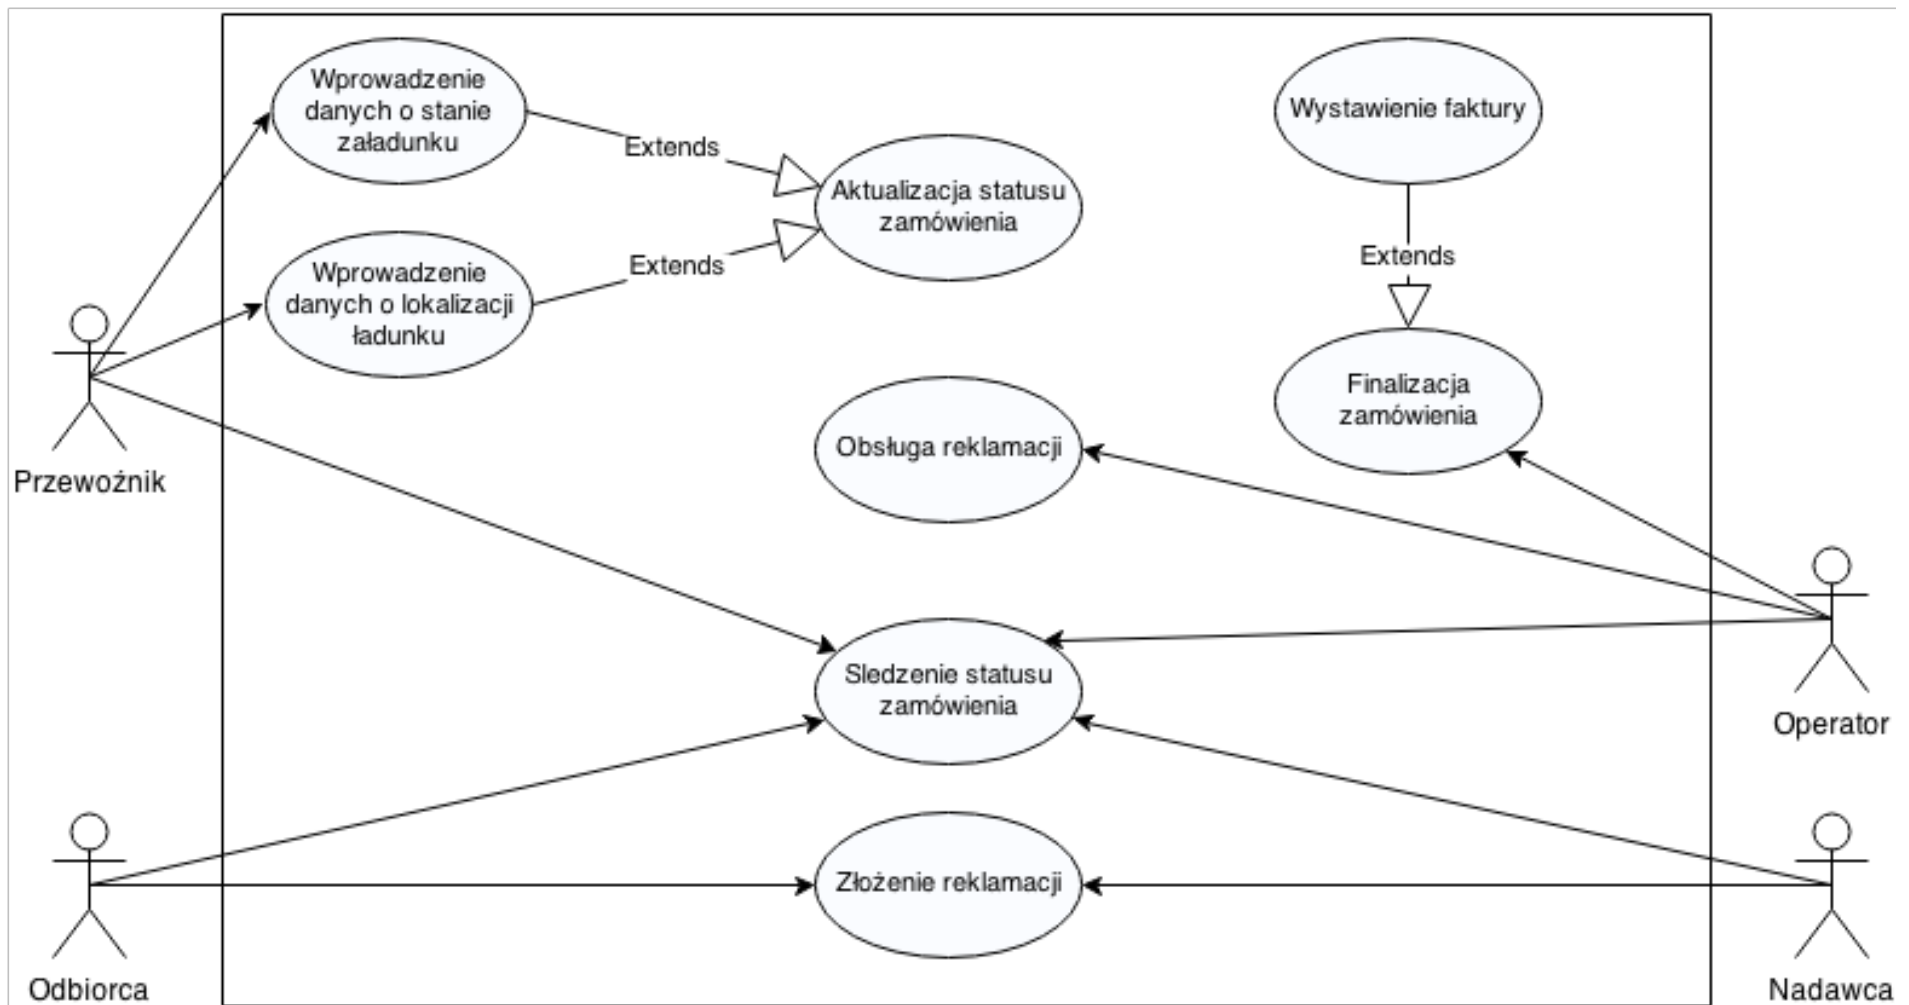 Wprowadzenie
danych o stanie
załadunku
Wystawienie faktury
Extends
Aktualizacja statusu
zamówienia
Wprowadzenie
danych o lokalizacji
ładunku
Extends
Extends
Finalizacja
zamówienia
Obsługa reklamacji
Przewoźnik
Sledzenie statusu
zamówienia
Operator
Złożenie reklamacji
Odbiorca
Nadawca